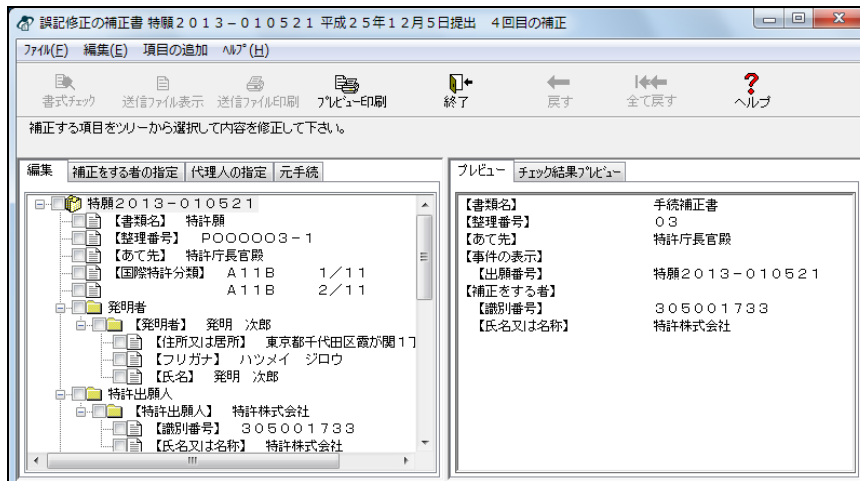 誤記修正の補正書 特願2013-010521 平成25年12月5日提出 4回目の補正
ﾌｧｲﾙ(F) 編集(E) 項目の追加 ﾍﾙﾌﾟ(H)
書式ﾁｪｯｸ 送信ﾌｧｲﾙ表示 送信ﾌｧｲﾙ印刷 ﾌﾟﾚﾋﾞｭｰ印刷 終了 戻す 全て戻す ヘルプ
補正する項目をツリーから選択して内容を修正して下さい。
編集 補正をする者の指定 代理人の指定 元手続
特願2013-010521
【書類名】 特許願
【整理番号】 PO00003-1
【あて先】 特許庁長官殿
【国際特許分類】 A11B 1/11
A11B 2/11
発明者
【発明者】 発明 次郎
【住所又は居所】 東京都千代田区霞が関1丁
【フリガナ】 ハツメイ ジロウ
【氏名】 発明 次郎
特許出願人
【特許出願人】 特許株式会社
【識別番号】 305001733
【氏名又は名称】 特許株式会社
ﾌﾟﾚﾋﾞｭｰ ﾁｪｯｸ結果ﾌﾟﾚﾋﾞｭｰ
【書類名】 手続補正書
【整理番号】 03
【あて先】 特許庁長官殿
【事件の表示】
【出願番号】 特願2013-010521
【補正をする者】
【識別番号】 305001733
【氏名又は名称】 特許株式会社